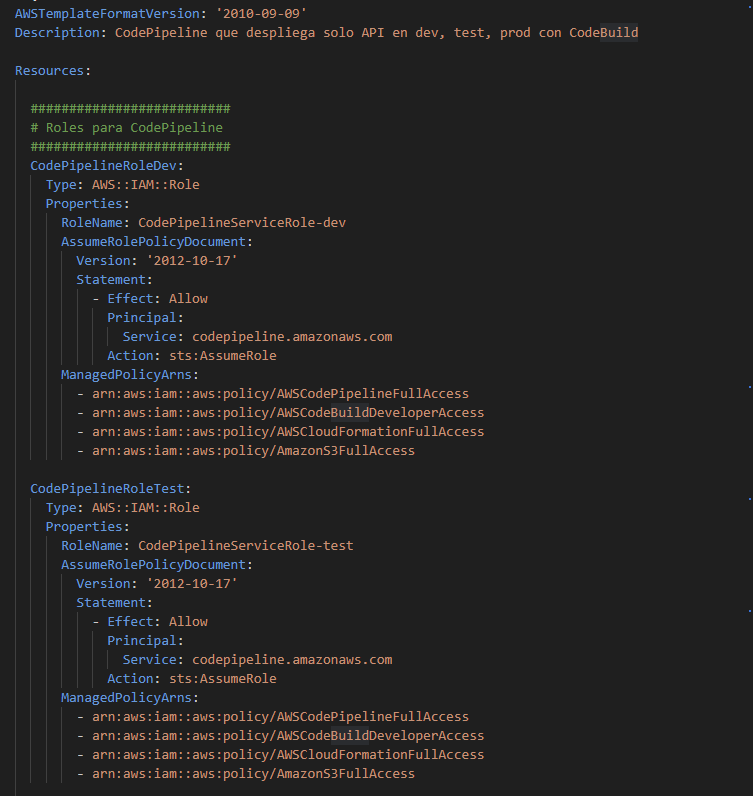 AWSTemplateFormatVersion: '2010-09-09'
Description: CodePipeline que despliega solo API en dev, test, prod con CodeBuild
Resources:
##########################
# Roles para CodePipeline
##########################
CodePipelineRoleDev:
Type: AWS::IAM::Role
Properties:
RoleName: CodePipelineServiceRole-dev
AssumeRolePolicyDocument:
Version: '2012-10-17'
Statement:
- Effect: Allow
Principal:
Service: codepipeline.amazonaws.com
Action: sts:AssumeRole
ManagedPolicyArns:
- arn:aws:iam::aws:policy/AWSCodePipelineFullAccess
- arn:aws:iam::aws:policy/AWSCodeBuildDeveloperAccess
- arn:aws:iam::aws:policy/AWSCloudFormationFullAccess
- arn:aws:iam::aws:policy/AmazonS3FullAccess
CodePipelineRoleTest:
Type: AWS::IAM::Role
Properties:
RoleName: CodePipelineServiceRole-test
AssumeRolePolicyDocument:
Version: '2012-10-17'
Statement:
- Effect: Allow
Principal:
Service: codepipeline.amazonaws.com
Action: sts:AssumeRole
ManagedPolicyArns:
- arn:aws:iam::aws:policy/AWSCodePipelineFullAccess
- arn:aws:iam::aws:policy/AWSCodeBuildDeveloperAccess
- arn:aws:iam::aws:policy/AWSCloudFormationFullAccess
- arn:aws:iam::aws:policy/AmazonS3FullAccess